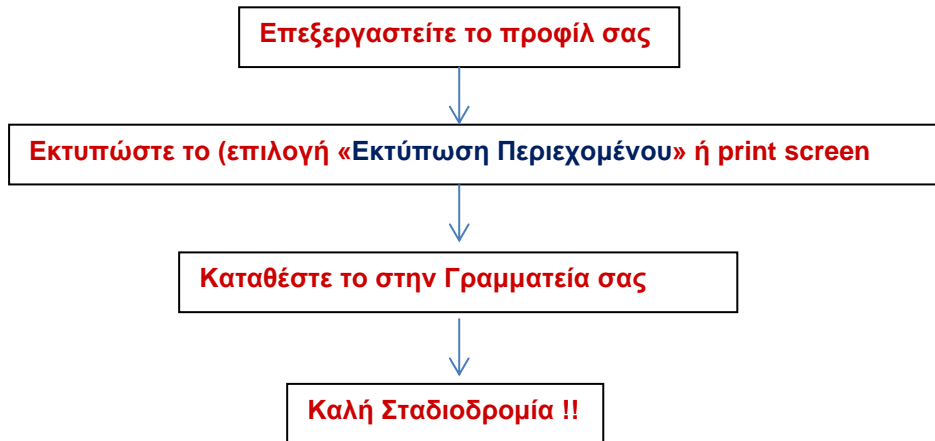 Επεξεργαστείτε το προφίλ σας
Εκτυπώστε το (επιλογή «Εκτύπωση Περιεχομένου» ή print screen
Καταθέστε το στην Γραμματεία σας
Καλή Σταδιοδρομία !!